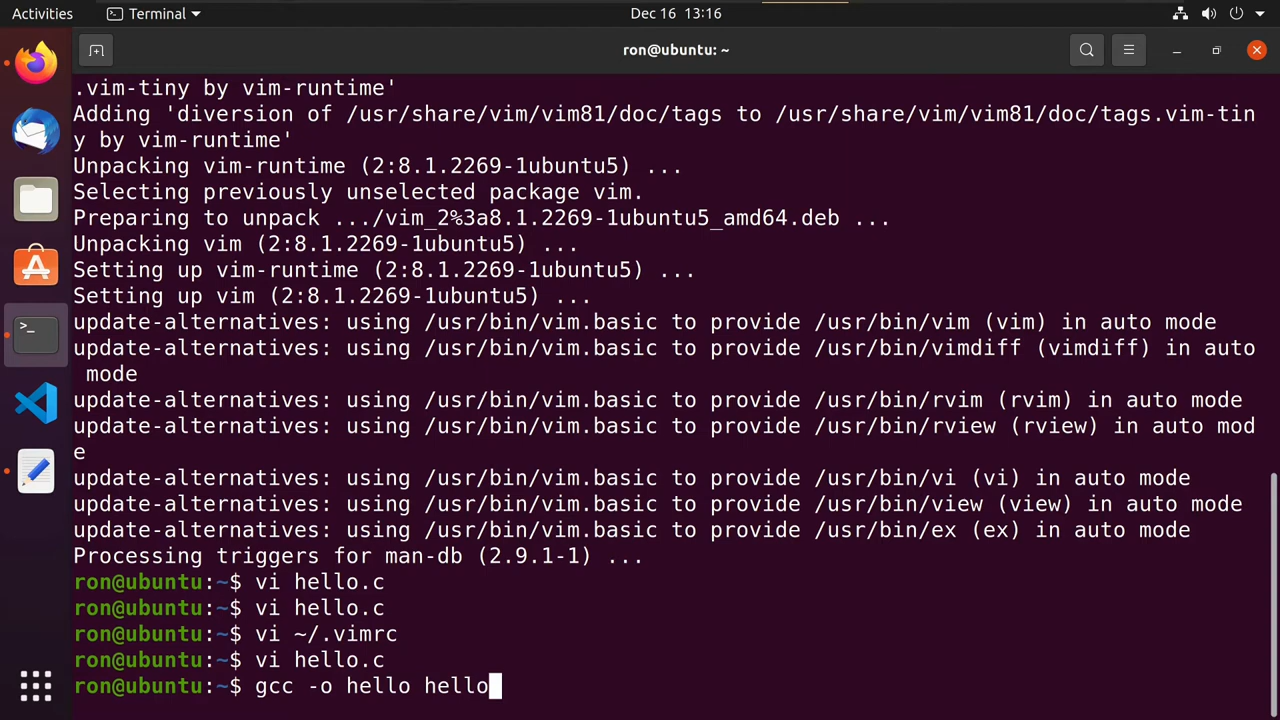 Activities
Terminal
Dec 16 13:16
ron@ubuntu: ~
.vim-tiny by vim-runtime'
Adding 'diversion of /usr/share/vim/vim81/doc/tags to /usr/share/vim/vim81/doc/tags.vim-tin
y by vim-runtime'
Unpacking vim-runtime (2:8.1.2269-1ubuntu5) ...
Selecting previously unselected package vim.
Preparing to unpack .../vim_2%3a8.1.2269-1ubuntu5_amd64.deb ...
Unpacking vim (2:8.1.2269-1ubuntu5) ...
Setting up vim-runtime (2:8.1.2269-1ubuntu5) ...
Setting up vim (2:8.1.2269-1ubuntu5) ...
update-alternatives: using /usr/bin/vim.basic to provide /usr/bin/vim (vim) in auto mode
update-alternatives: using /usr/bin/vim.basic to provide /usr/bin/vimdiff (vimdiff) in auto
 mode
update-alternatives: using /usr/bin/vim.basic to provide /usr/bin/rvim (rvim) in auto mode
update-alternatives: using /usr/bin/vim.basic to provide /usr/bin/rview (rview) in auto mod
e
update-alternatives: using /usr/bin/vim.basic to provide /usr/bin/vi (vi) in auto mode
update-alternatives: using /usr/bin/vim.basic to provide /usr/bin/view (view) in auto mode
update-alternatives: using /usr/bin/vim.basic to provide /usr/bin/ex (ex) in auto mode
Processing triggers for man-db (2.9.1-1) ...
ron@ubuntu:~$ vi hello.c
ron@ubuntu:~$ vi hello.c
ron@ubuntu:~$ vi ~/.vimrc
ron@ubuntu:~$ vi hello.c
ron@ubuntu:~$ gcc -o hello hello